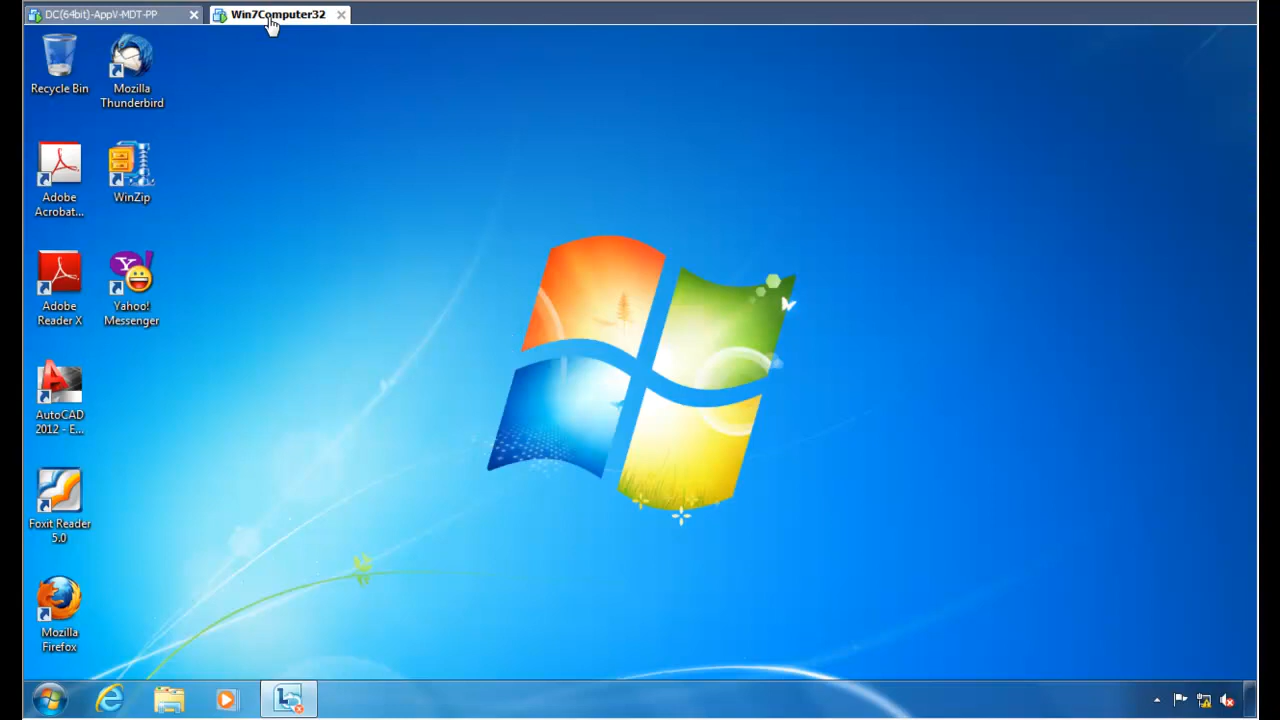 DC(64bit)-AppV-MDT-PP
Win7Computer32
Recycle Bin
Mozilla
Thunderbird
Adobe
Acrobat...
WinZip
Adobe
Reader X
Yahoo!
Messenger
AutoCAD
2012 - E...
Foxit Reader
5.0
Mozilla
Firefox